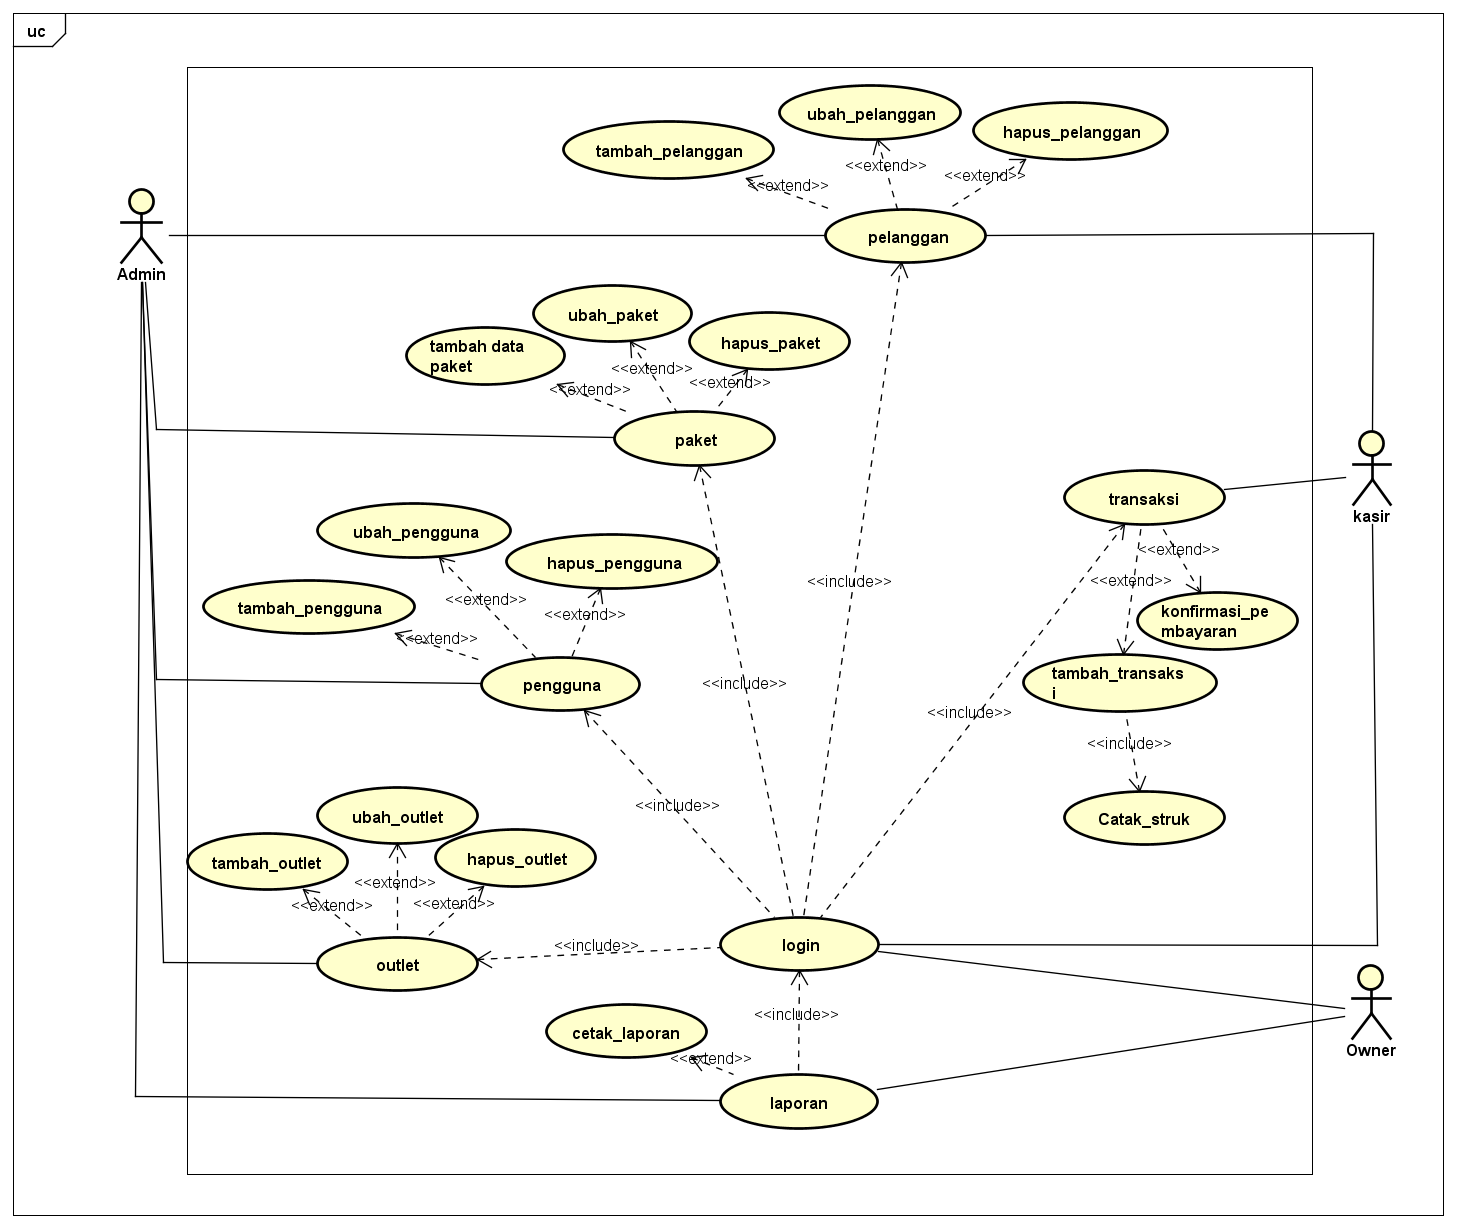 uc
ubah_pelanggan
hapus_pelanggan
tambah_pelanggan
<<extend>>
<<extend>>
<<extend>>
pelanggan
Admin
ubah_paket
hapus_paket
tambah data
paket
<<extend>>
<<extend>>
<<extend>>
paket
transaksi
kasir
ubah_pengguna
hapus_pengguna
tambah_pengguna
<<extend>>
<<extend>>
<<extend>>
pengguna
<<extend>>
<<extend>>
konfirmasi_pe
mbayaran
tambah_transaks
i
<<include>>
Catak_struk
<<include>>
<<include>>
<<include>>
<<include>>
ubah_outlet
hapus_outlet
tambah_outlet
<<extend>>
<<extend>>
<<extend>>
outlet
<<include>>
login
<<include>>
cetak_laporan
<<extend>>
laporan
Owner